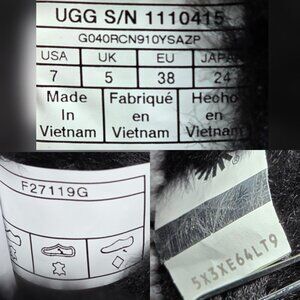 UGG S/N 1110415
G040RCN910YSAZP
USA UK EU JAPA
7 5 38 24
Made Fabriqué Hecho
In en en
Vietnam Vietnam Vietnam
F27119G
5X3XE64LT9